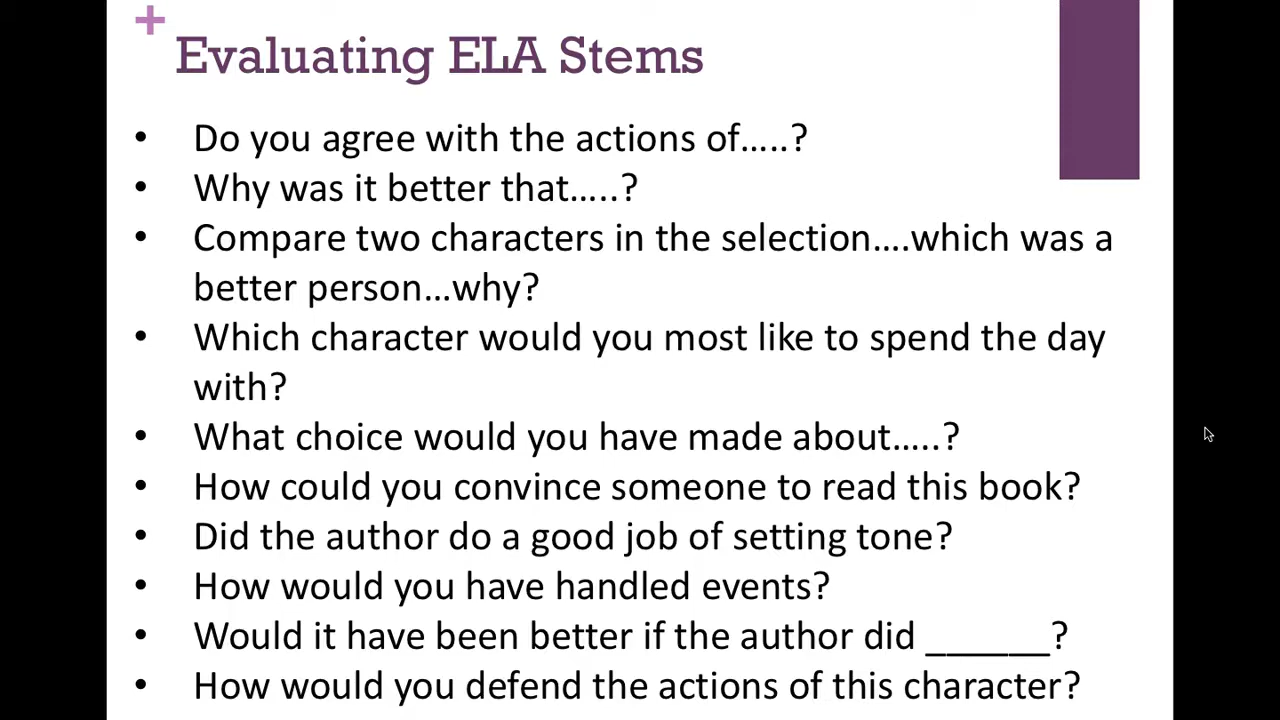 +
Evaluating ELA Stems
• Do you agree with the actions of…..?
• Why was it better that…..?
• Compare two characters in the selection….which was a
better person…why?
• Which character would you most like to spend the day
with?
• What choice would you have made about…..?
• How could you convince someone to read this book?
• Did the author do a good job of setting tone?
• How would you have handled events?
• Would it have been better if the author did ______?
• How would you defend the actions of this character?